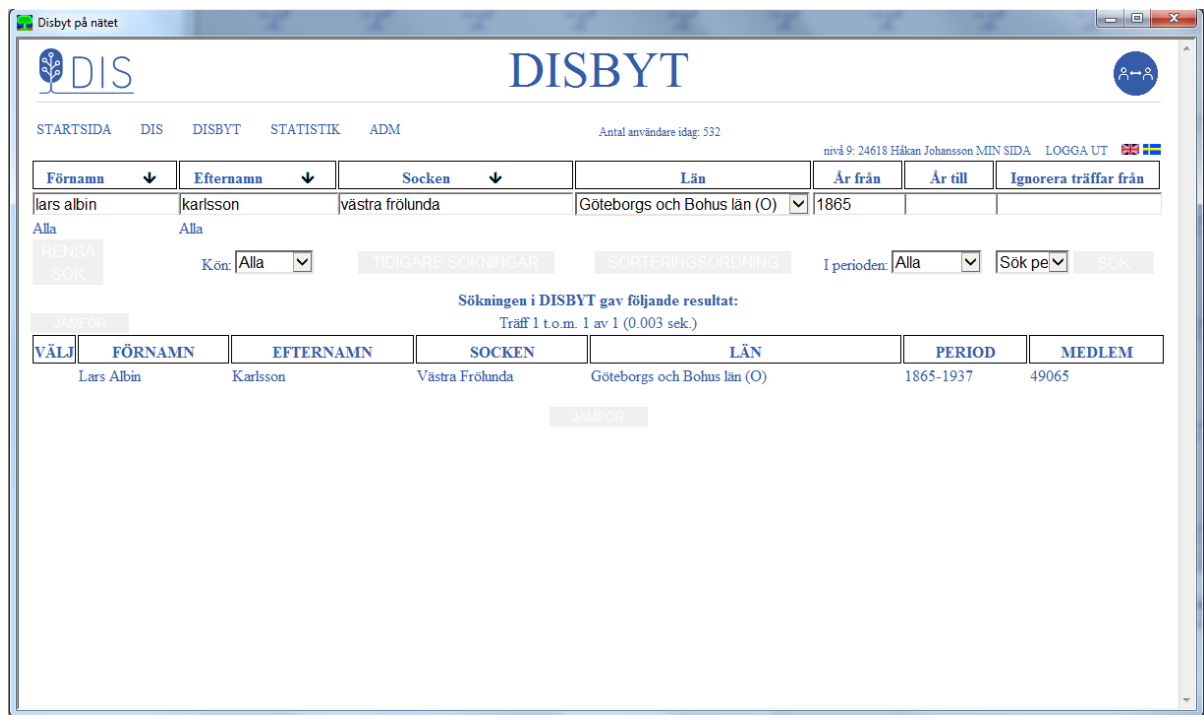 Disbyt på nätet
DIS DISBYT
STARTSIDA DIS DISBYT STATISTIK ADM Antal användare idag: 532
nivå 9: 24618 Håkan Johansson MIN SIDA LOGGA UT
Förnamn Efternamn Socken Län År från År till Ignorera träffar från
lars albin karlsson västra frölunda Göteborgs och Bohus län (O) 1865
Alla Alla
RENSA SÖK Kön: Alla TIDIGARE SÖKNINGAR SORTERINGSORDNING I perioden: Alla Sök pe SÖK
Sökningen i DISBYT gav följande resultat:
JÄMFÖR Träff 1 t.o.m. 1 av 1 (0.003 sek.)
VÄLJ FÖRNAMN EFTERNAMN SOCKEN LÄN PERIOD MEDLEM
Lars Albin Karlsson Västra Frölunda Göteborgs och Bohus län (O) 1865-1937 49065
JÄMFÖR